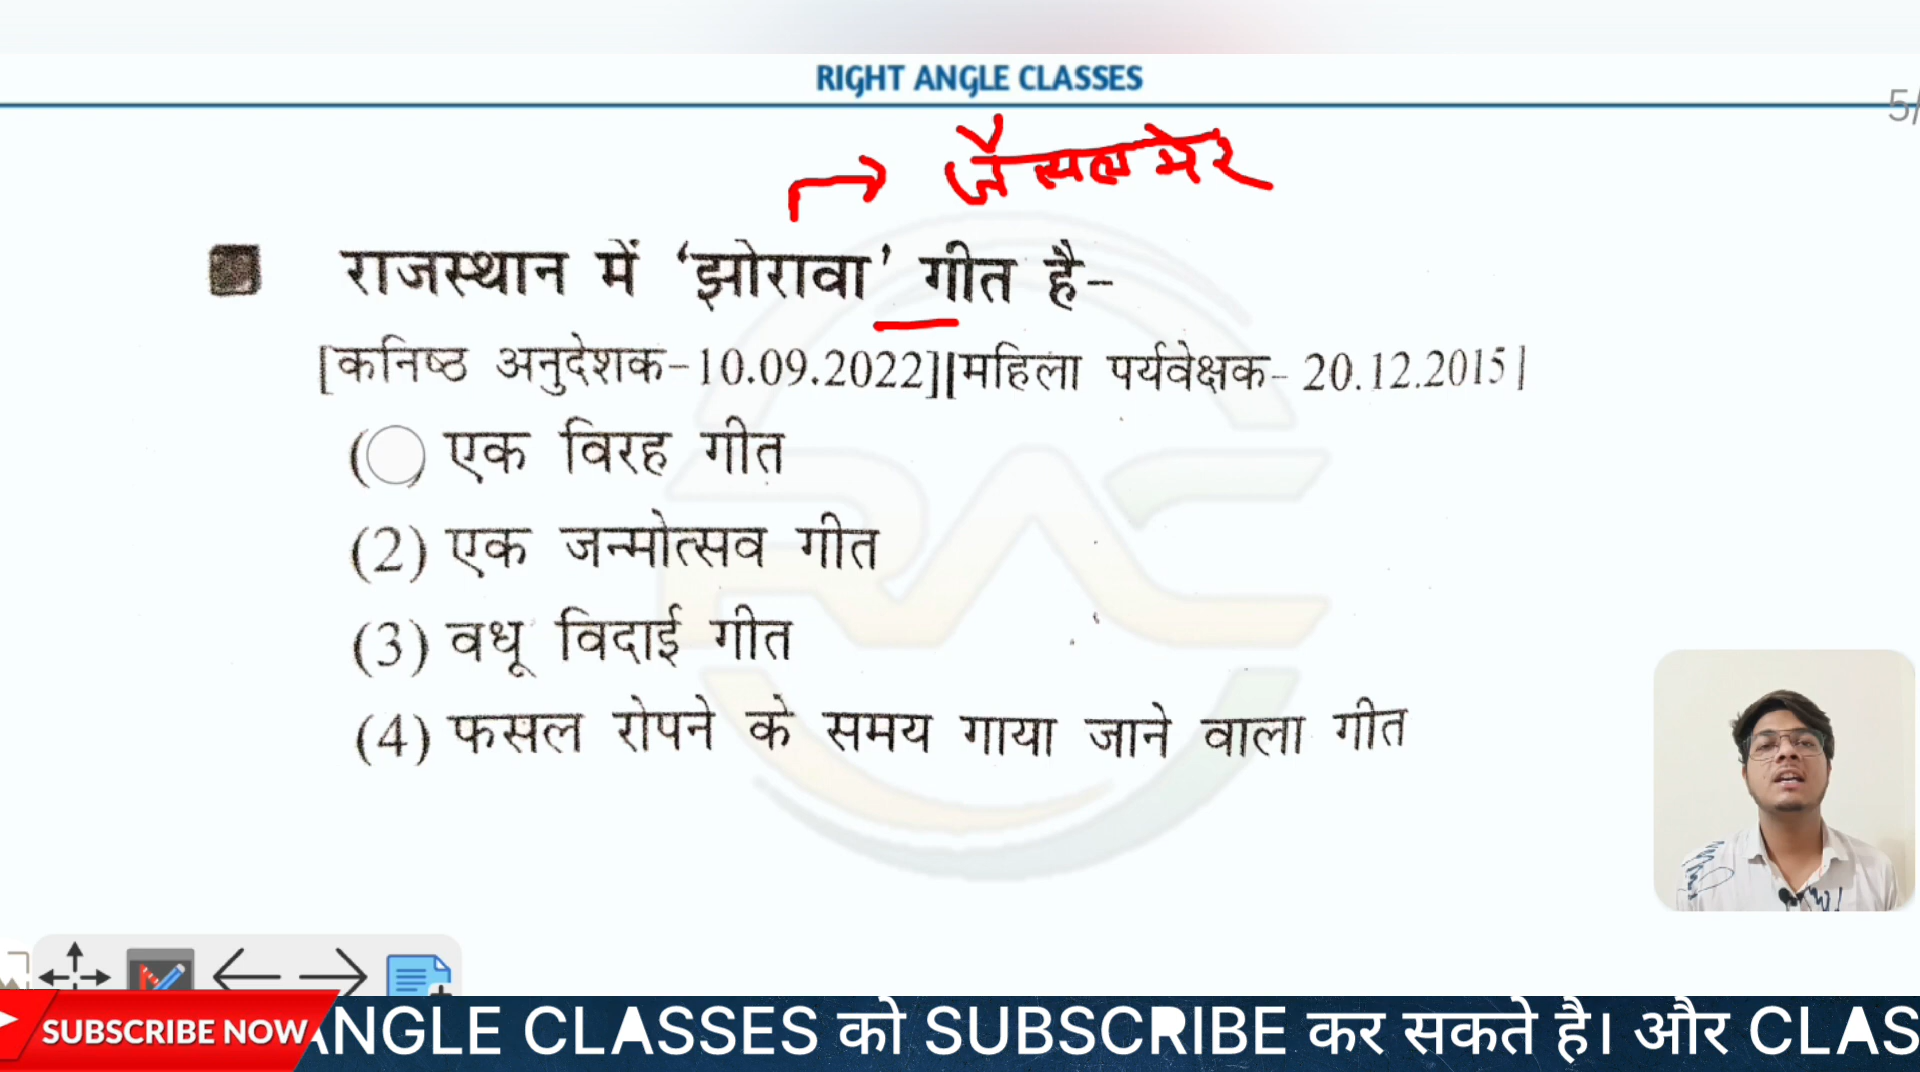 RIGHT ANGLE CLASSES
5/
जैसलमेर
राजस्थान में ‘झोरावा’ गीत है-
[कनिष्ठ अनुदेशक-10.09.2022][महिला पर्यवेक्षक- 20.12.2015]
( ) एक विरह गीत
(2) एक जन्मोत्सव गीत
(3) वधू विदाई गीत
(4) फसल रोपने के समय गाया जाने वाला गीत
RAC
SUBSCRIBE NOW
ANGLE CLASSES को SUBSCRIBE कर सकते है। और CLAS